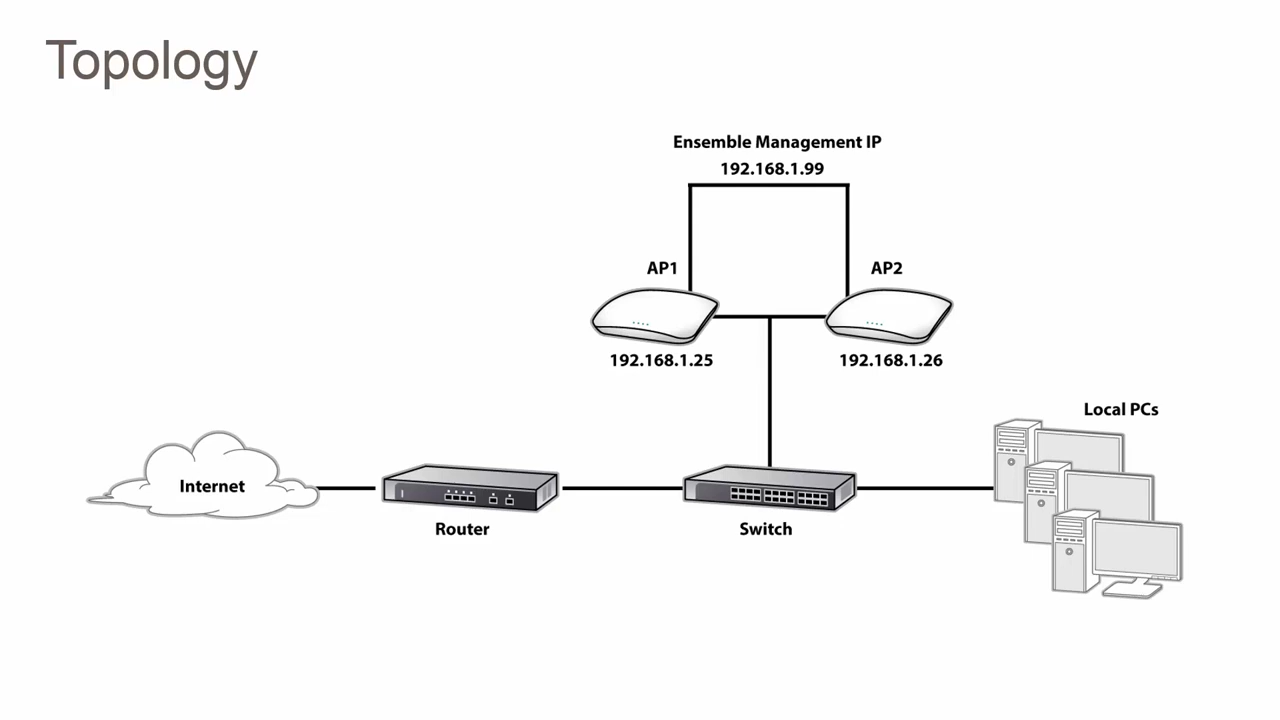 Topology
Ensemble Management IP
192.168.1.99
AP1
AP2
192.168.1.25
192.168.1.26
Local PCs
Internet
Router
Switch